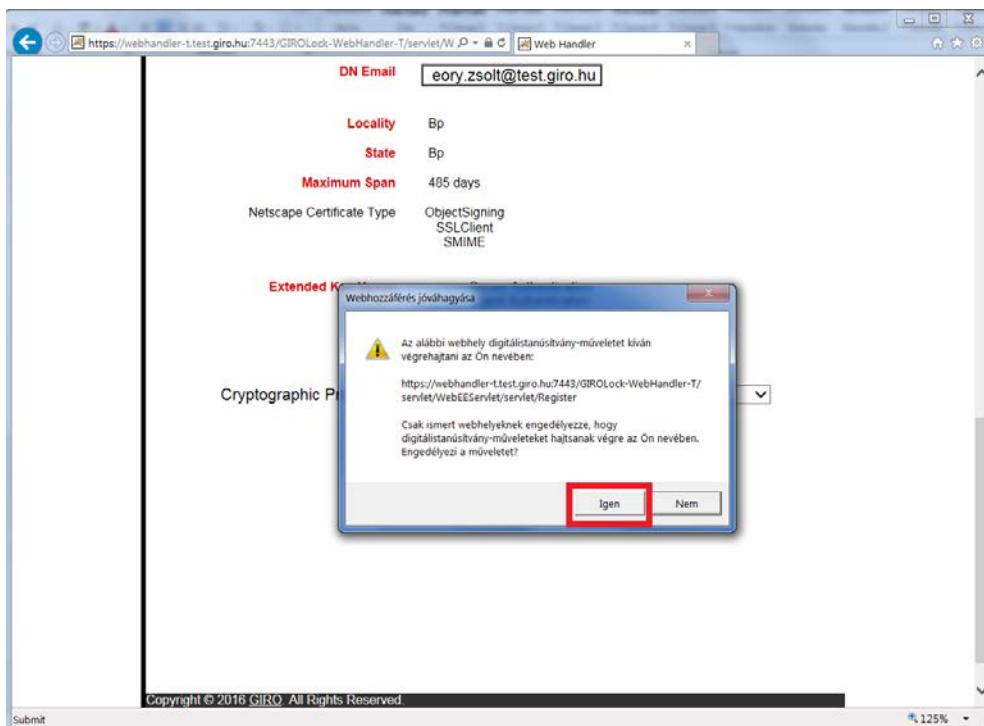 https://webhandler-t.test.giro.hu:7443/GIROLock-WebHandler-T/servlet/W
Web Handler
DN Email eory.zsolt@test.giro.hu
Locality Bp
State Bp
Maximum Span 485 days
Netscape Certificate Type ObjectSigning
SSLClient
SMIME
Extended
Webhozzáférés jóváhagyása
Az alábbi webhely digitálistanúsítvány-műveletet kíván
végrehajtani az Ön nevében:
https://webhandler-t.test.giro.hu:7443/GIROLock-WebHandler-T/
servlet/WebEEServlet/servlet/Register
Cryptographic
Csak ismert webhelyeknek engedélyezze, hogy
digitálistanúsítvány-műveleteket hajtsanak végre az Ön nevében.
Engedélyezi a műveletet?
Igen Nem
Copyright © 2016 GIRO. All Rights Reserved.
Submit 125%